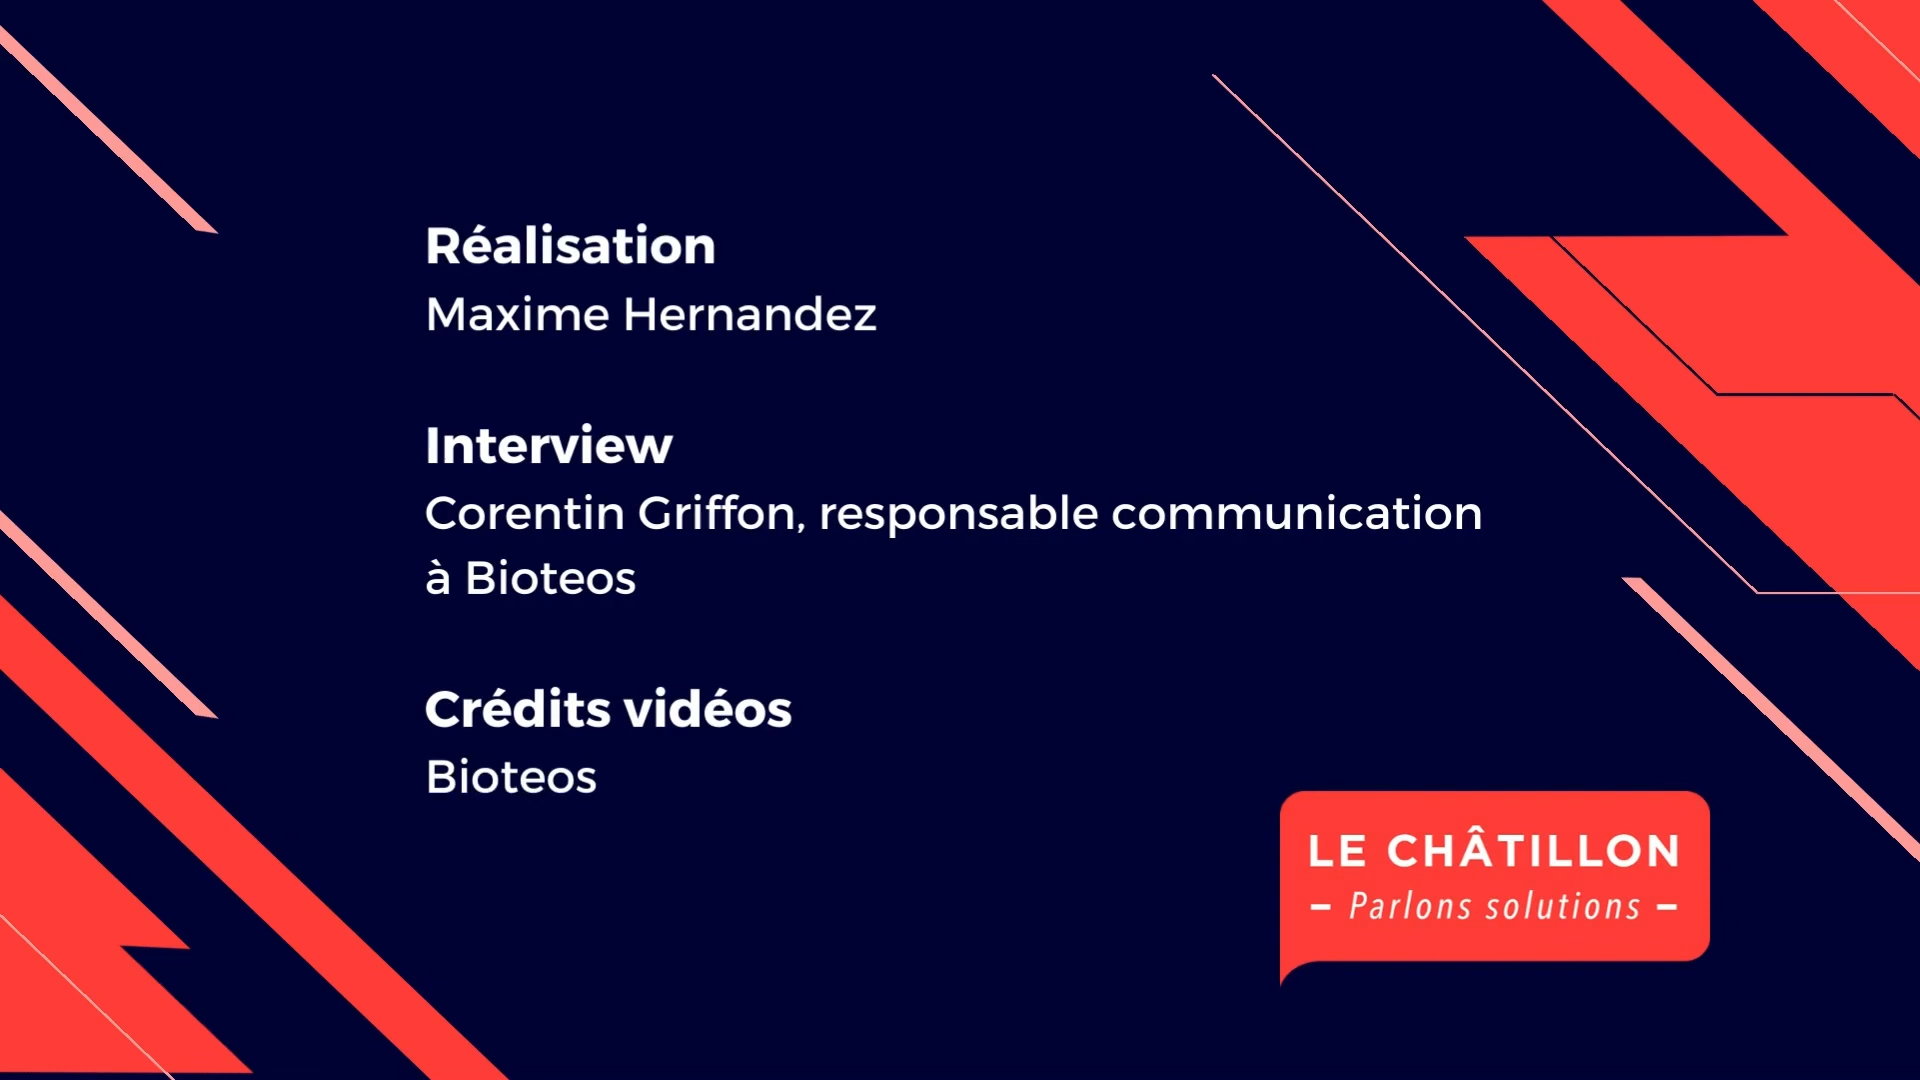 Réalisation
Maxime Hernandez
Interview
Corentin Griffon, responsable communication
à Bioteos
Crédits vidéos
Bioteos
LE CHÂTILLON
– Parlons solutions –